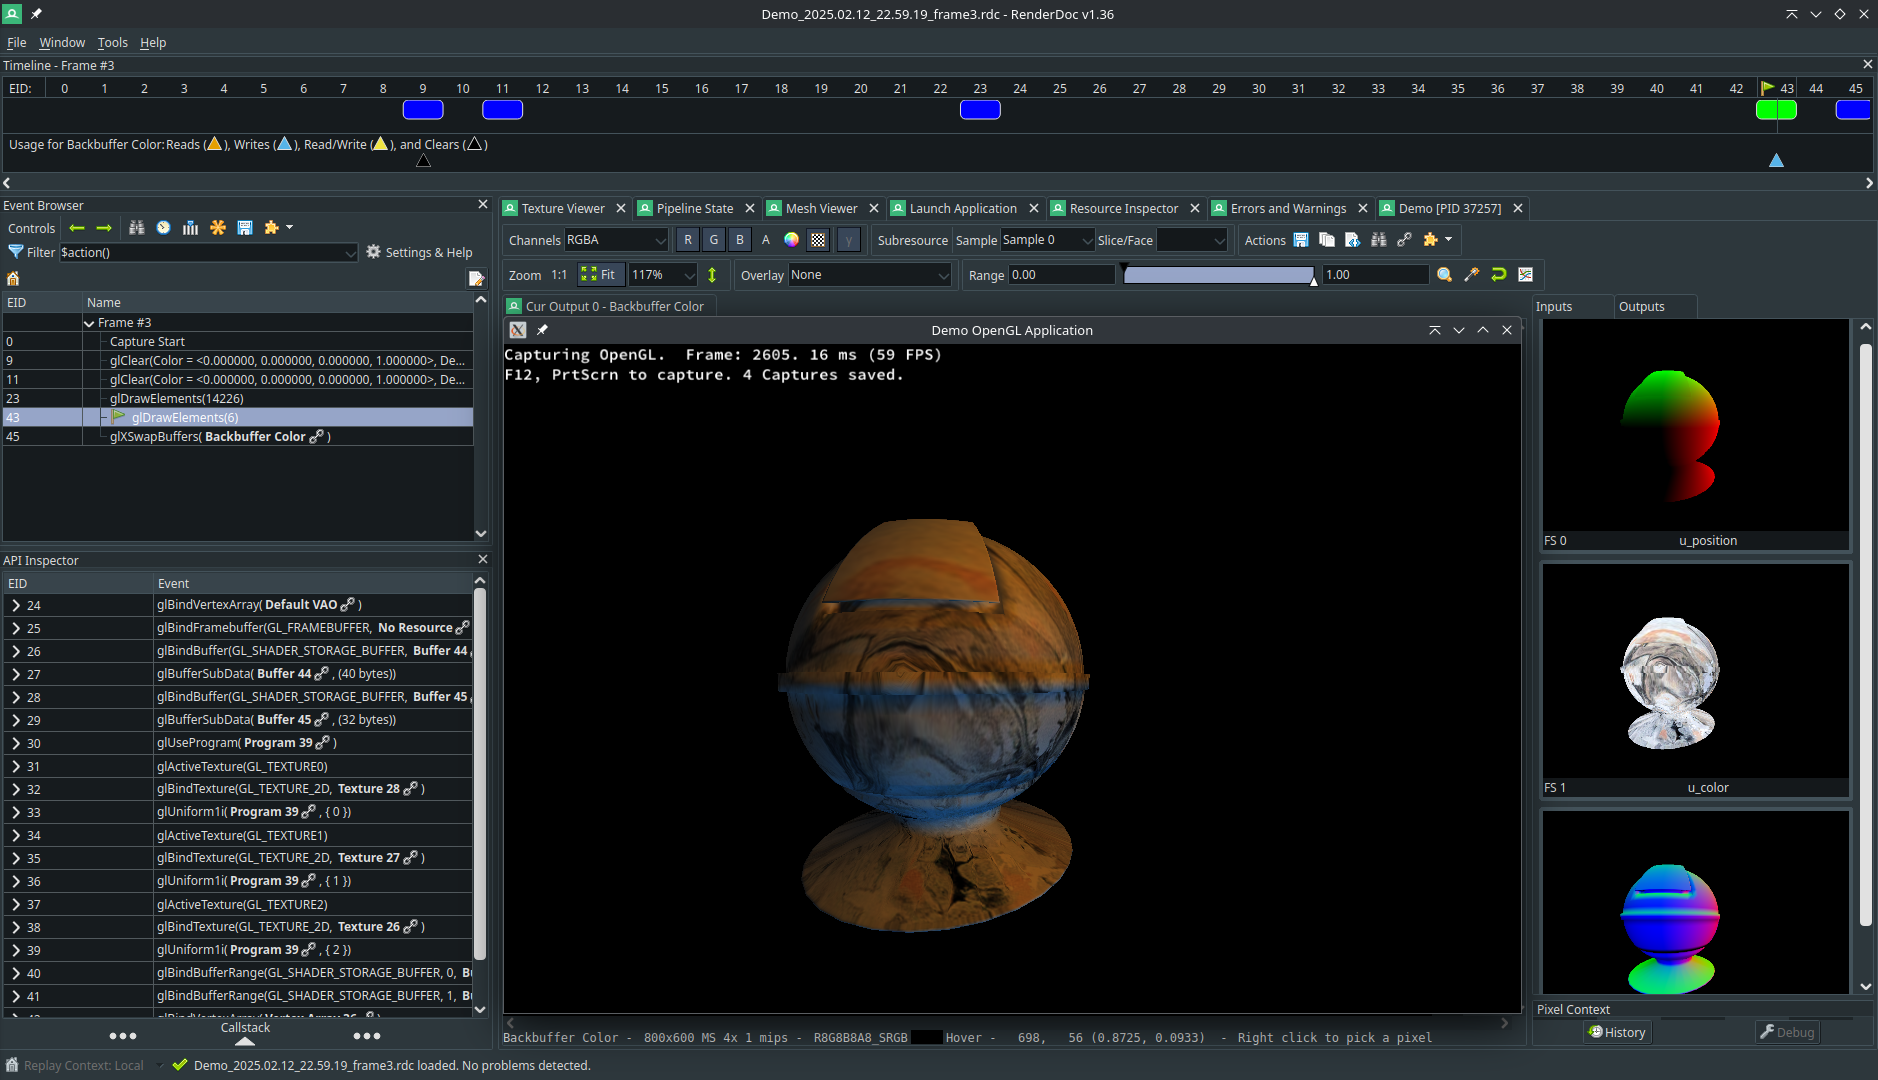 Demo_2025.02.12_22.59.19_frame3.rdc - RenderDoc v1.36
File Window Tools Help
Timeline - Frame #3
EID: 0 1 2 3 4 5 6 7 8 9 10 11 12 13 14 15 16 17 18 19 20 21 22 23 24 25 26 27 28 29 30 31 32 33 34 35 36 37 38 39 40 41 42 43 44 45
Usage for Backbuffer Color: Reads ( ), Writes ( ), Read/Write ( ), and Clears ( )
Event Browser
Controls
Filter $action() Settings & Help
EID Name
Frame #3
0 Capture Start
9 glClear(Color = <0.000000, 0.000000, 0.000000, 1.000000>, De...
11 glClear(Color = <0.000000, 0.000000, 0.000000, 1.000000>, De...
23 glDrawElements(14226)
43 glDrawElements(6)
45 glXSwapBuffers( Backbuffer Color )
API Inspector
EID Event
24 glBindVertexArray( Default VAO )
25 glBindFramebuffer(GL_FRAMEBUFFER, No Resource
26 glBindBuffer(GL_SHADER_STORAGE_BUFFER, Buffer 44
27 glBufferSubData( Buffer 44 , (40 bytes))
28 glBindBuffer(GL_SHADER_STORAGE_BUFFER, Buffer 45
29 glBufferSubData( Buffer 45 , (32 bytes))
30 glUseProgram( Program 39 )
31 glActiveTexture(GL_TEXTURE0)
32 glBindTexture(GL_TEXTURE_2D, Texture 28 )
33 glUniform1i( Program 39 , { 0 })
34 glActiveTexture(GL_TEXTURE1)
35 glBindTexture(GL_TEXTURE_2D, Texture 27 )
36 glUniform1i( Program 39 , { 1 })
37 glActiveTexture(GL_TEXTURE2)
38 glBindTexture(GL_TEXTURE_2D, Texture 26 )
39 glUniform1i( Program 39 , { 2 })
40 glBindBufferRange(GL_SHADER_STORAGE_BUFFER, 0,
41 glBindBufferRange(GL_SHADER_STORAGE_BUFFER, 1,
Callstack
Texture Viewer Pipeline State Mesh Viewer Launch Application Resource Inspector Errors and Warnings Demo [PID 37257]
Channels RGBA R G B A γ Subresource Sample Sample 0 Slice/Face Actions
Zoom 1:1 Fit 117% Overlay None Range 0.00 1.00
Cur Output 0 - Backbuffer Color
Demo OpenGL Application
Capturing OpenGL. Frame: 2605. 16 ms (59 FPS)
F12, PrtScrn to capture. 4 Captures saved.
Backbuffer Color - 800x600 MS 4x 1 mips - R8G8B8A8_SRGB Hover - 698, 56 (0.8725, 0.0933) - Right click to pick a pixel
Inputs Outputs
FS 0 u_position
FS 1 u_color
Pixel Context
History Debug
Replay Context: Local Demo_2025.02.12_22.59.19_frame3.rdc loaded. No problems detected.